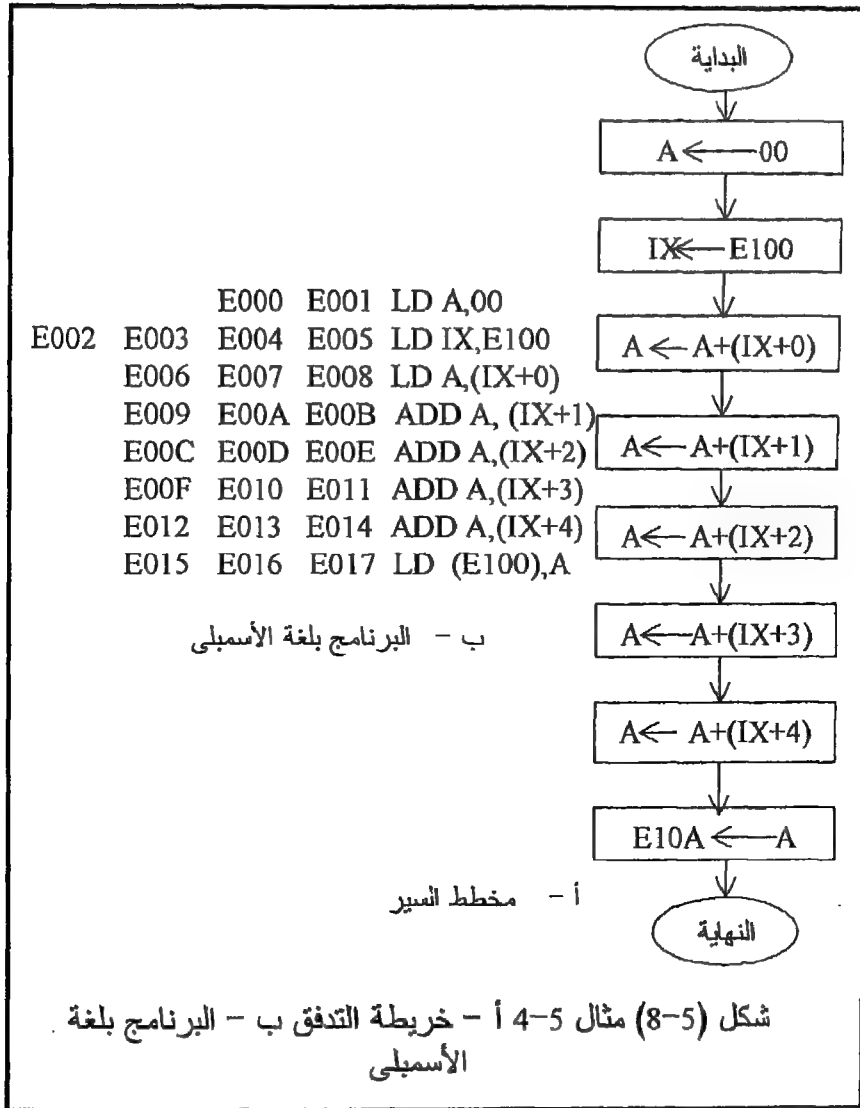 البداية
A ← 00
IX ← E100
A ← A+(IX+0)
A ← A+(IX+1)
A ← A+(IX+2)
A ← A+(IX+3)
A ← A+(IX+4)
E10A ← A
النهاية
أ - مخطط السير
E000 E001 LD A,00
E002 E003 E004 E005 LD IX,E100
E006 E007 E008 LD A,(IX+0)
E009 E00A E00B ADD A, (IX+1)
E00C E00D E00E ADD A,(IX+2)
E00F E010 E011 ADD A,(IX+3)
E012 E013 E014 ADD A,(IX+4)
E015 E016 E017 LD (E100),A
ب - البرنامج بلغة الأسمبلى
شكل (5-8) مثال 5-4 أ - خريطة التدفق ب - البرنامج بلغة
الأسمبلى